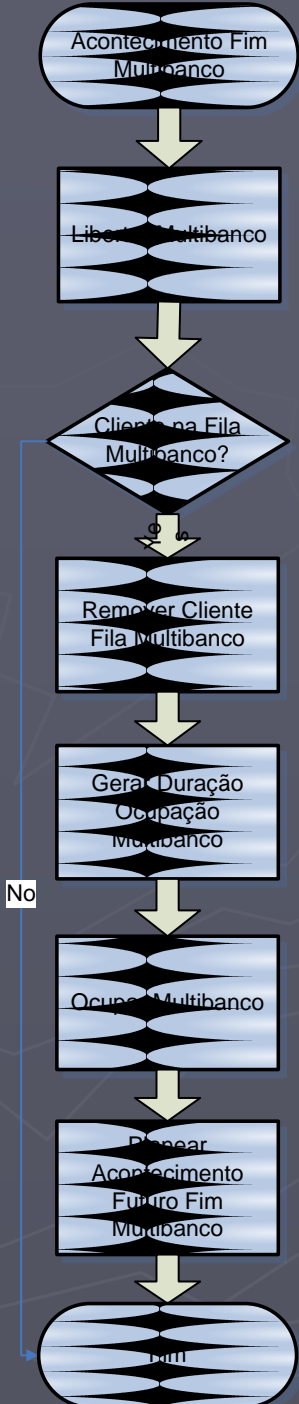 Acontecimento Fim
Multibanco
Libertar Multibanco
Cliente na Fila
Multibanco?
Yes
Remover Cliente
Fila Multibanco
Gerar Duração
Ocupação
Multibanco
No
Ocupar Multibanco
Planear
Acontecimento
Futuro Fim
Multibanco
Fim